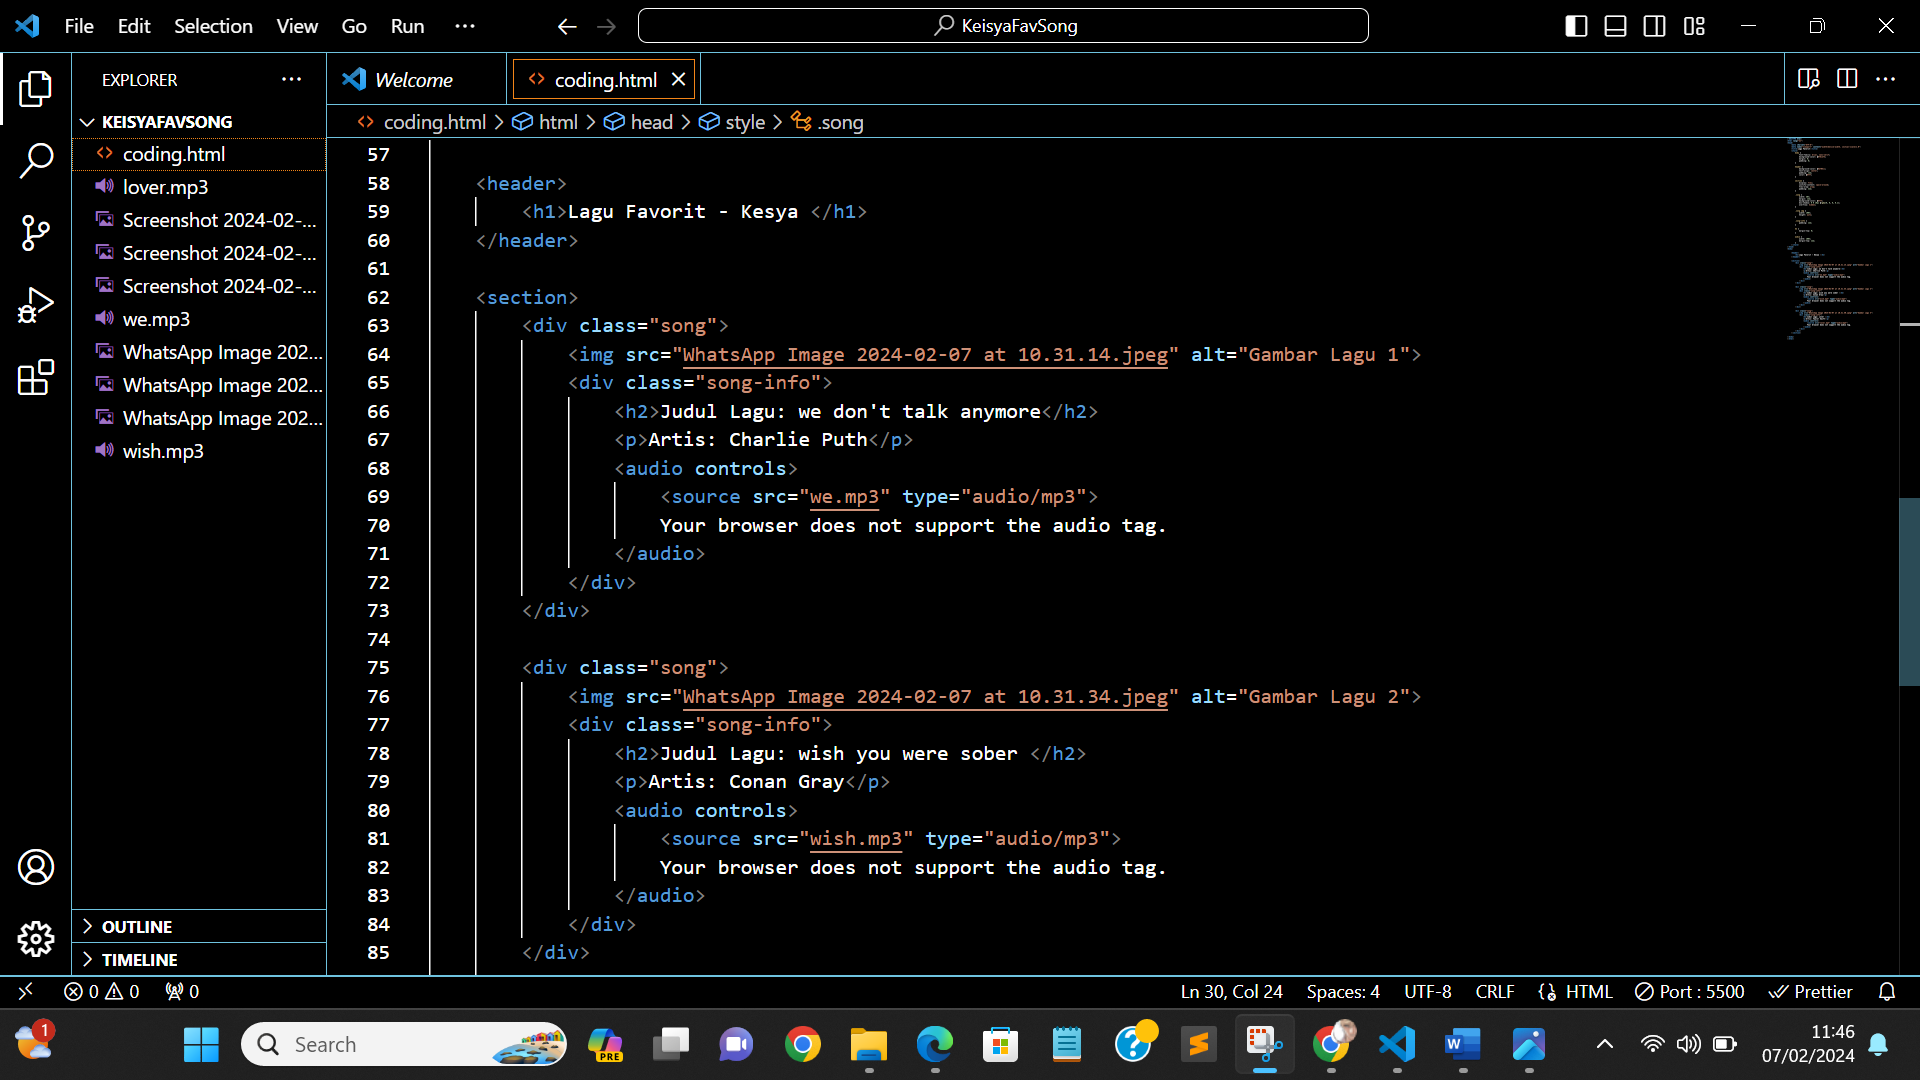 File Edit Selection View Go Run ···
KeisyaFavSong
EXPLORER ···
Welcome
coding.html
KEISYAFAVSONG
coding.html
lover.mp3
Screenshot 2024-02-...
Screenshot 2024-02-...
Screenshot 2024-02-...
we.mp3
WhatsApp Image 202...
WhatsApp Image 202...
WhatsApp Image 202...
wish.mp3
OUTLINE
TIMELINE
coding.html > html > head > style > .song
57
58 <header>
59 <h1>Lagu Favorit - Kesya </h1>
60 </header>
61
62 <section>
63 <div class="song">
64 <img src="WhatsApp Image 2024-02-07 at 10.31.14.jpeg" alt="Gambar Lagu 1">
65 <div class="song-info">
66 <h2>Judul Lagu: we don't talk anymore</h2>
67 <p>Artis: Charlie Puth</p>
68 <audio controls>
69 <source src="we.mp3" type="audio/mp3">
70 Your browser does not support the audio tag.
71 </audio>
72 </div>
73 </div>
74
75 <div class="song">
76 <img src="WhatsApp Image 2024-02-07 at 10.31.34.jpeg" alt="Gambar Lagu 2">
77 <div class="song-info">
78 <h2>Judul Lagu: wish you were sober </h2>
79 <p>Artis: Conan Gray</p>
80 <audio controls>
81 <source src="wish.mp3" type="audio/mp3">
82 Your browser does not support the audio tag.
83 </audio>
84 </div>
85 </div>
0 0 0
Ln 30, Col 24 Spaces: 4 UTF-8 CRLF HTML Port : 5500 Prettier
1
Search
PRE
11:46
07/02/2024